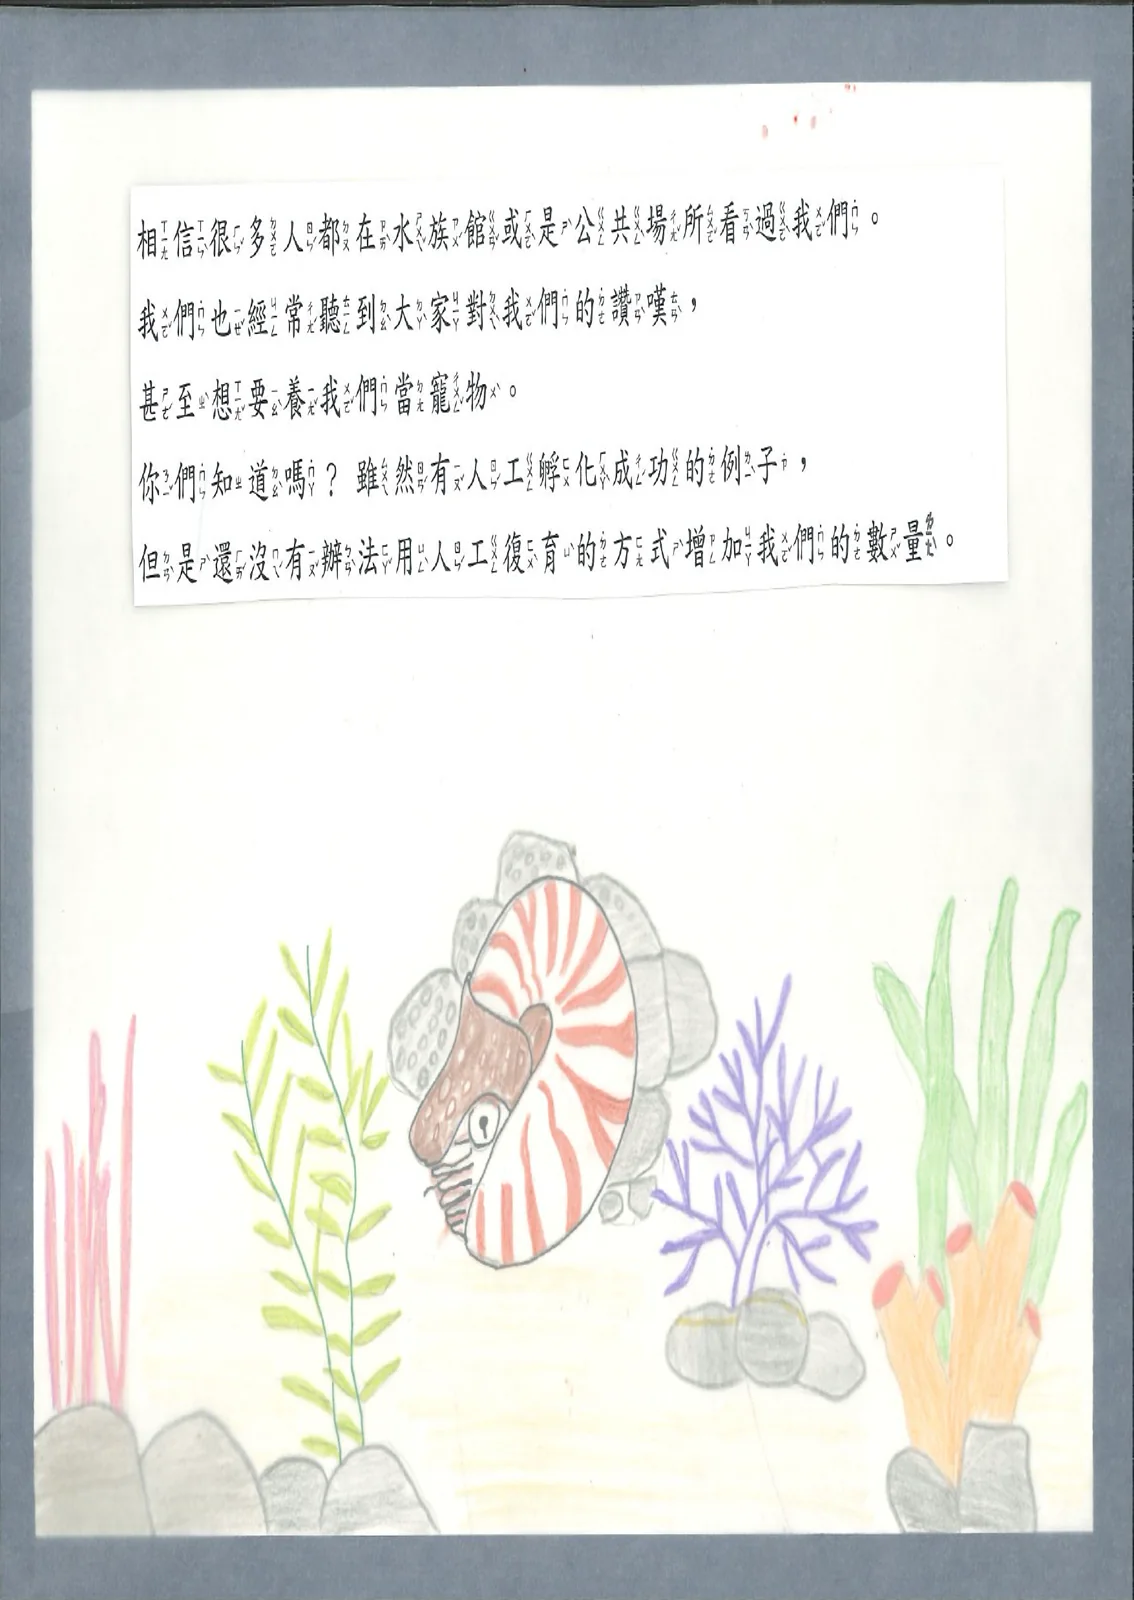 相信很多人都在水族館或是公共場所看過我們。
我們也經常聽到大家對我們的讚嘆，
甚至想要養我們當寵物。
你們知道嗎？雖然有人工孵化成功的例子，
但是還沒有辦法用人工復育的方式增加我們的數量。